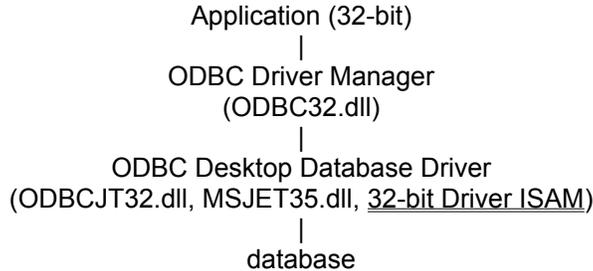 Application (32-bit)
|
ODBC Driver Manager
(ODBC32.dll)
|
ODBC Desktop Database Driver
(ODBCJT32.dll, MSJET35.dll, 32-bit Driver ISAM)
|
database